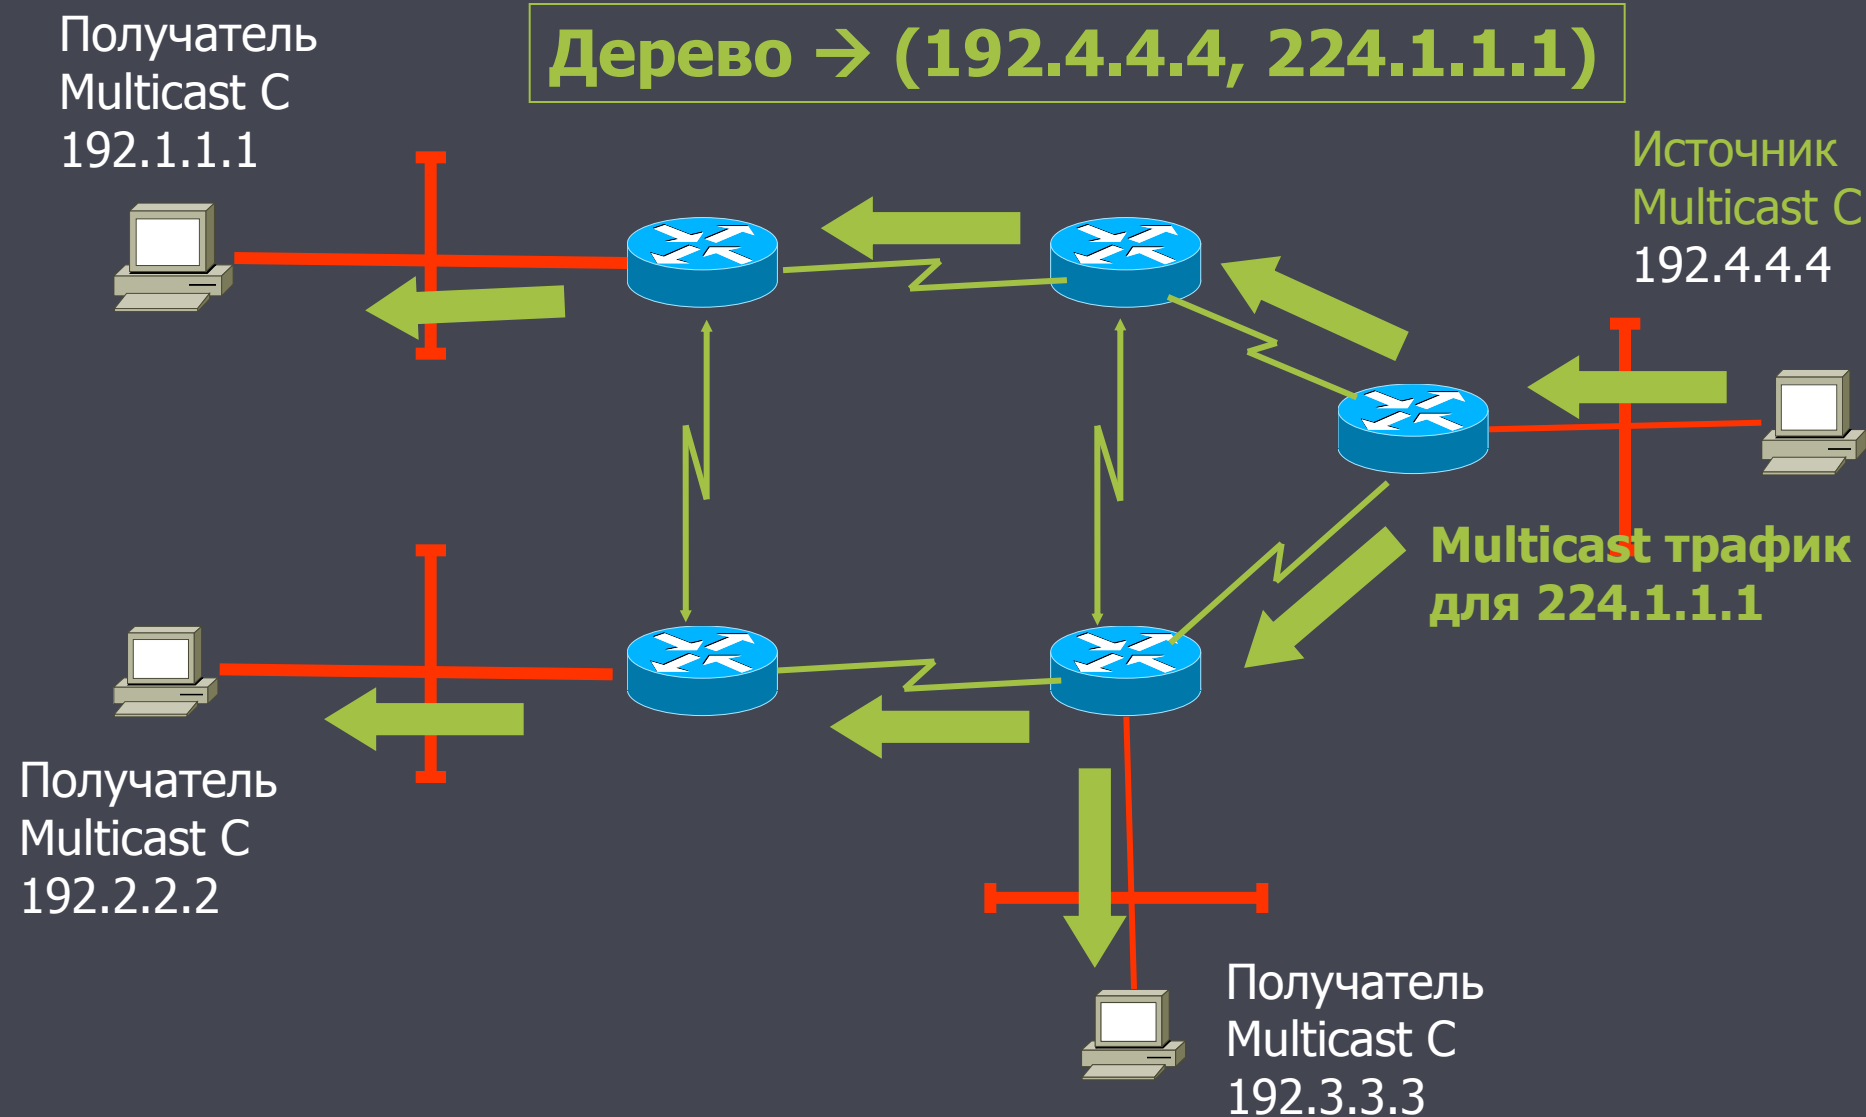 Получатель
Multicast C
192.1.1.1
Дерево → (192.4.4.4, 224.1.1.1)
Источник
Multicast C
192.4.4.4
Multicast трафик
для 224.1.1.1
Получатель
Multicast C
192.2.2.2
Получатель
Multicast C
192.3.3.3